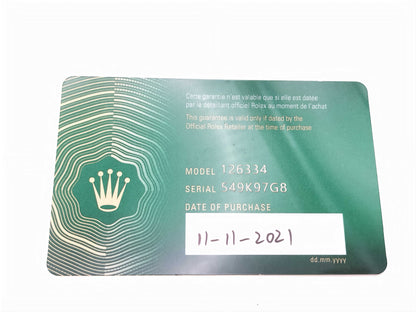 Cette garantie n'est valable que si elle est datée
par le détaillant officiel Rolex au moment de l'achat
This guarantee is valid only if dated by the
Official Rolex Retailer at the time of purchase
MODEL 126334
SERIAL 549K97G8
DATE OF PURCHASE
11-11-2021
dd.mm.yyyy